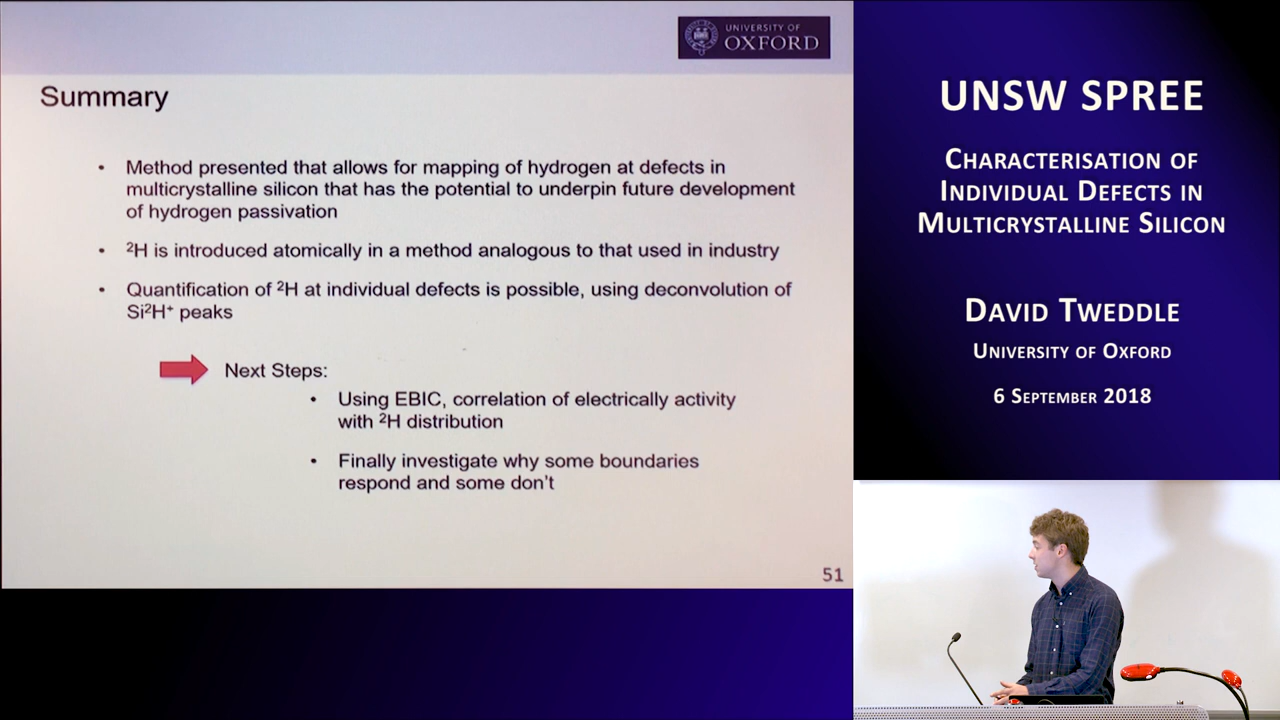 UNIVERSITY OF
OXFORD
Summary
• Method presented that allows for mapping of hydrogen at defects in
multicrystalline silicon that has the potential to underpin future development
of hydrogen passivation
• ²H is introduced atomically in a method analogous to that used in industry
• Quantification of ²H at individual defects is possible, using deconvolution of
Si²H⁺ peaks
Next Steps:
• Using EBIC, correlation of electrically activity
with ²H distribution
• Finally investigate why some boundaries
respond and some don't
51
UNSW SPREE
CHARACTERISATION OF
INDIVIDUAL DEFECTS IN
MULTICRYSTALLINE SILICON
DAVID TWEDDLE
UNIVERSITY OF OXFORD
6 SEPTEMBER 2018